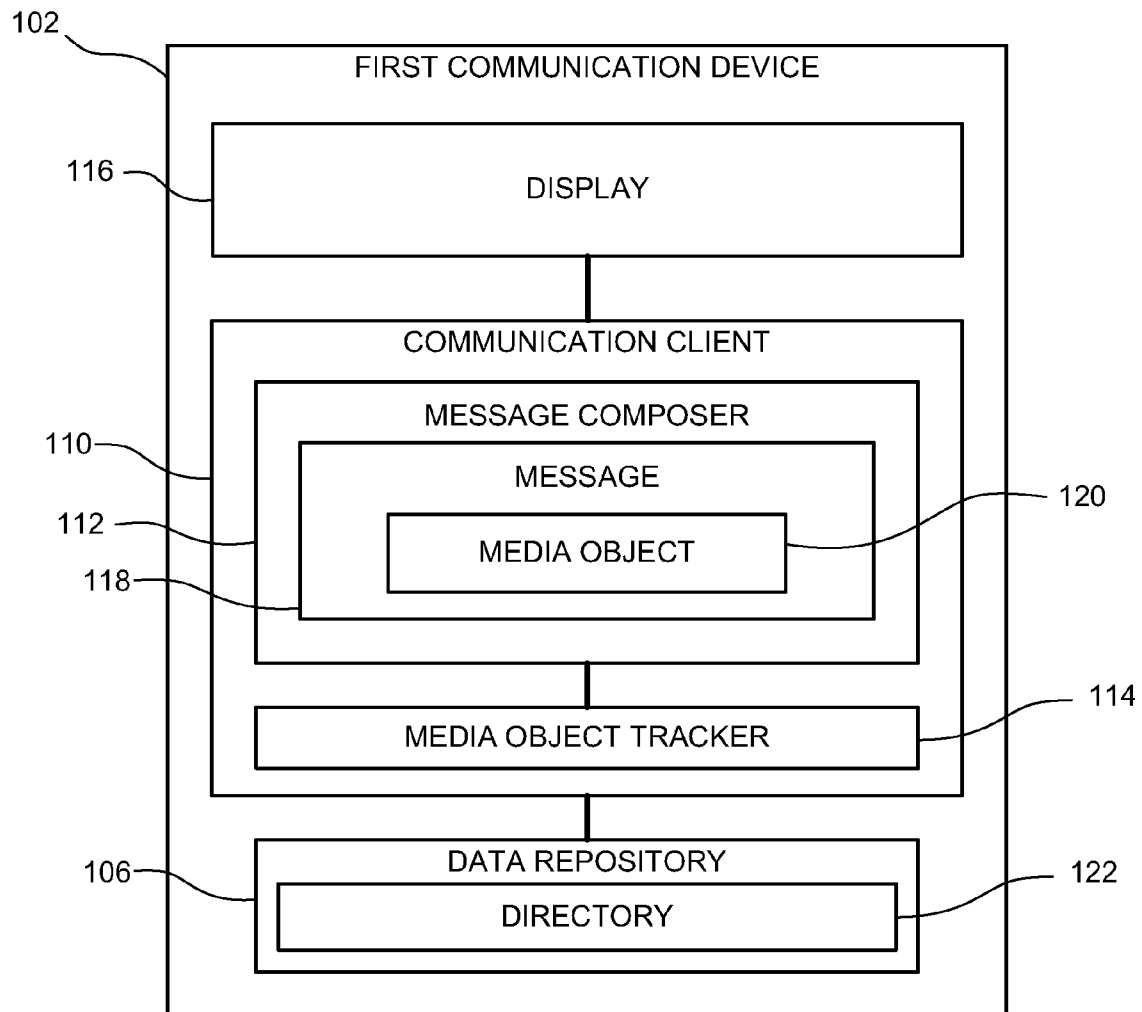 102
FIRST COMMUNICATION DEVICE
116
DISPLAY
COMMUNICATION CLIENT
MESSAGE COMPOSER
110
MESSAGE
120
112
MEDIA OBJECT
118
114
MEDIA OBJECT TRACKER
DATA REPOSITORY
106
122
DIRECTORY